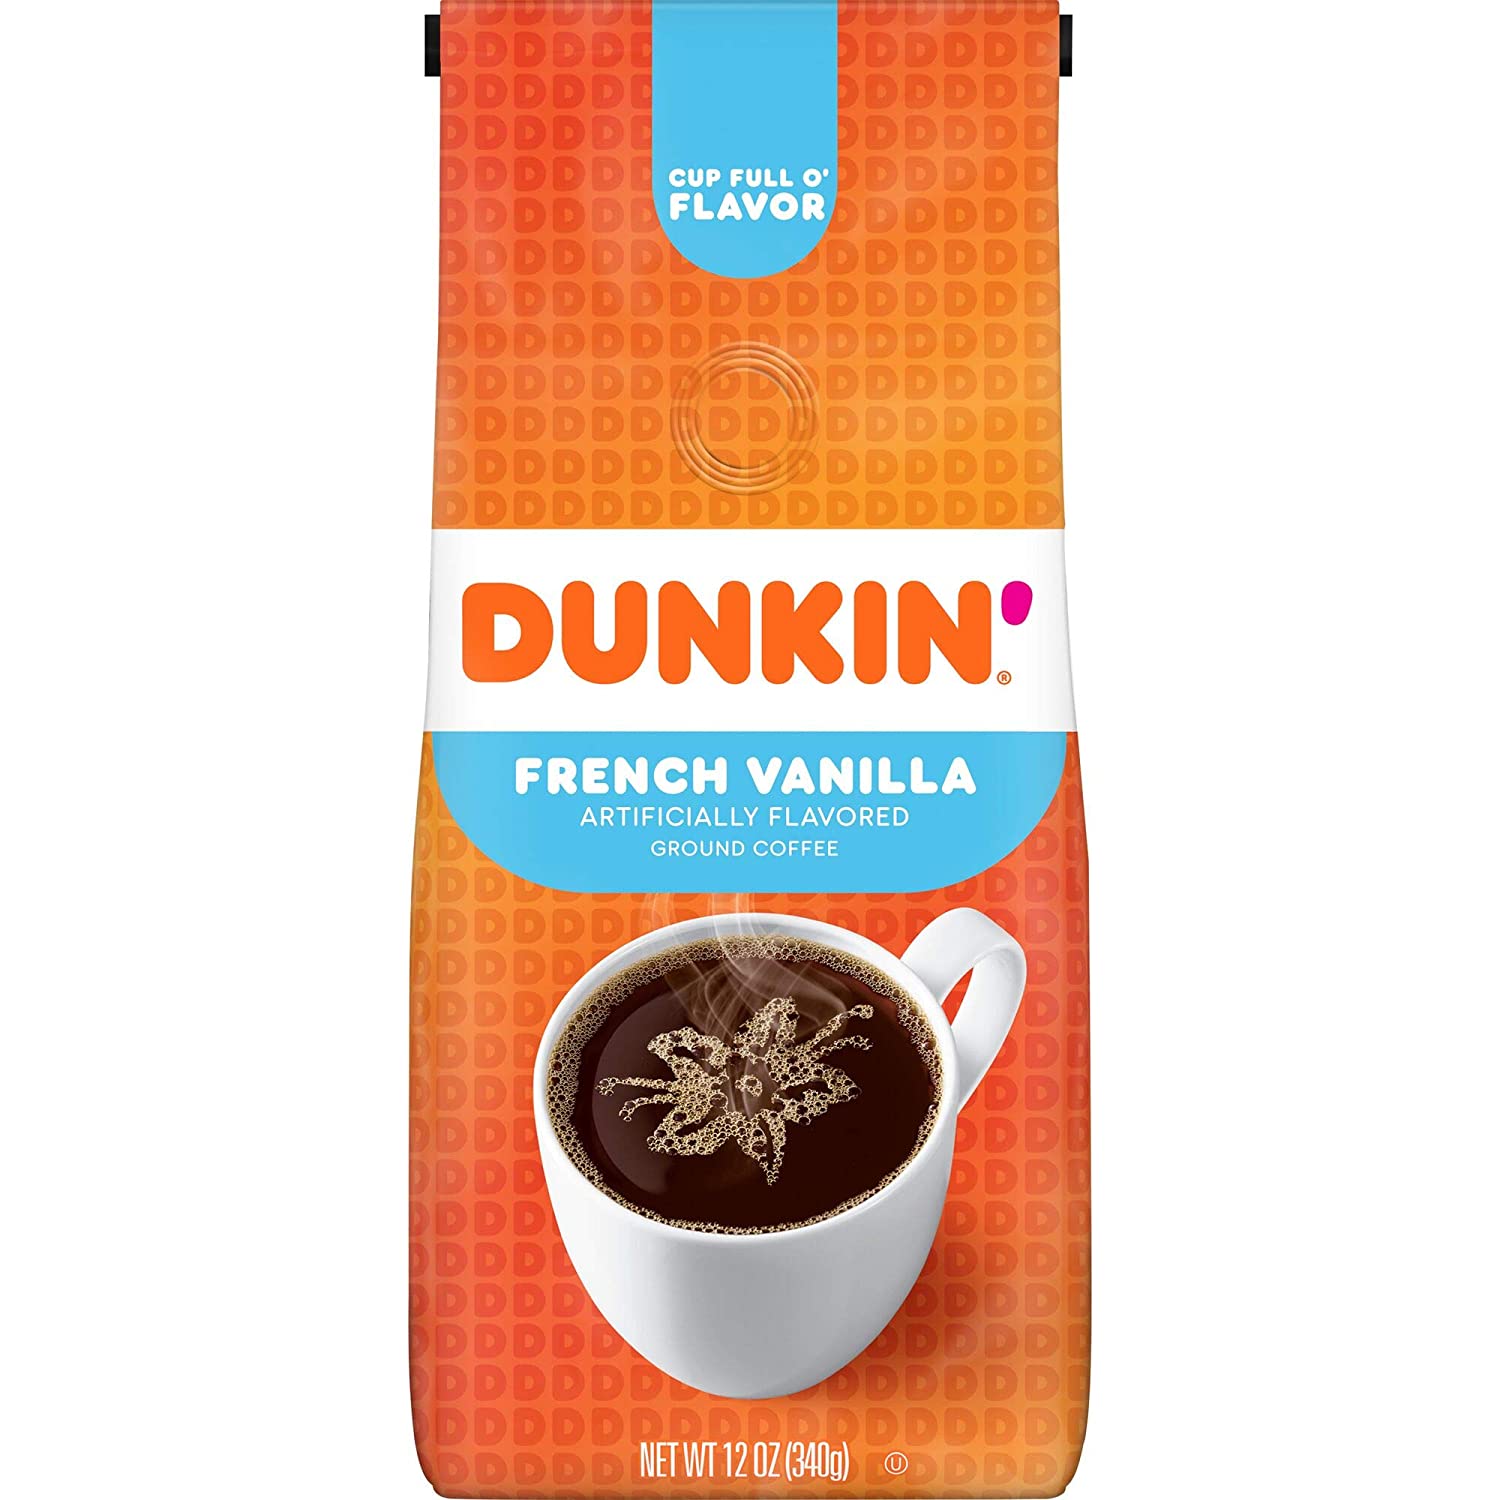 CUP FULL O'
FLAVOR
DUNKIN'®
FRENCH VANILLA
ARTIFICIALLY FLAVORED
GROUND COFFEE
NET WT 12 OZ (340g) Ⓤ